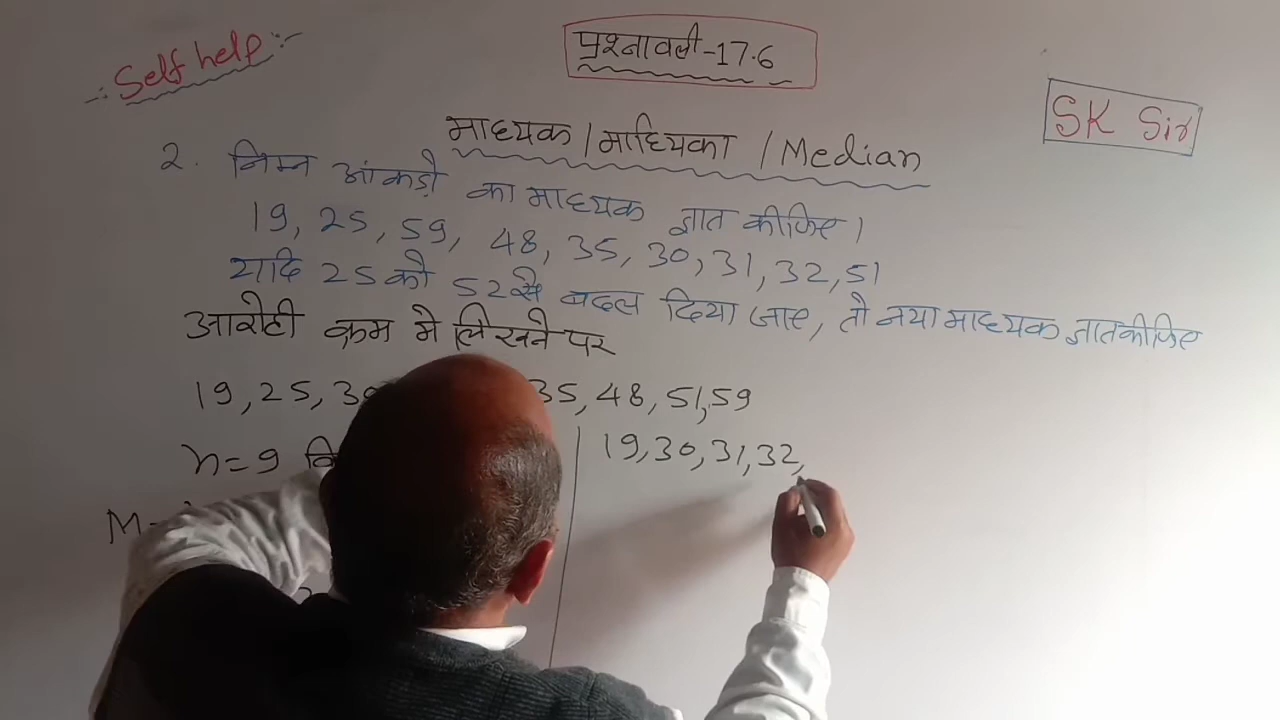 Self help :-
प्रश्नावली-17.6
SK Sir
माध्यक/माध्यिका/Median
2. निम्न आंकड़ो का माध्यक ज्ञात कीजिए।
19, 25, 59, 48, 35, 30, 31, 32, 51
यदि 25 को 52 से बदल दिया जाए, तो नया माध्यक ज्ञात कीजिए
आरोही क्रम मे लिखने पर
19, 25, 30 35, 48, 51, 59
n=9 19, 30, 31, 32,
M=